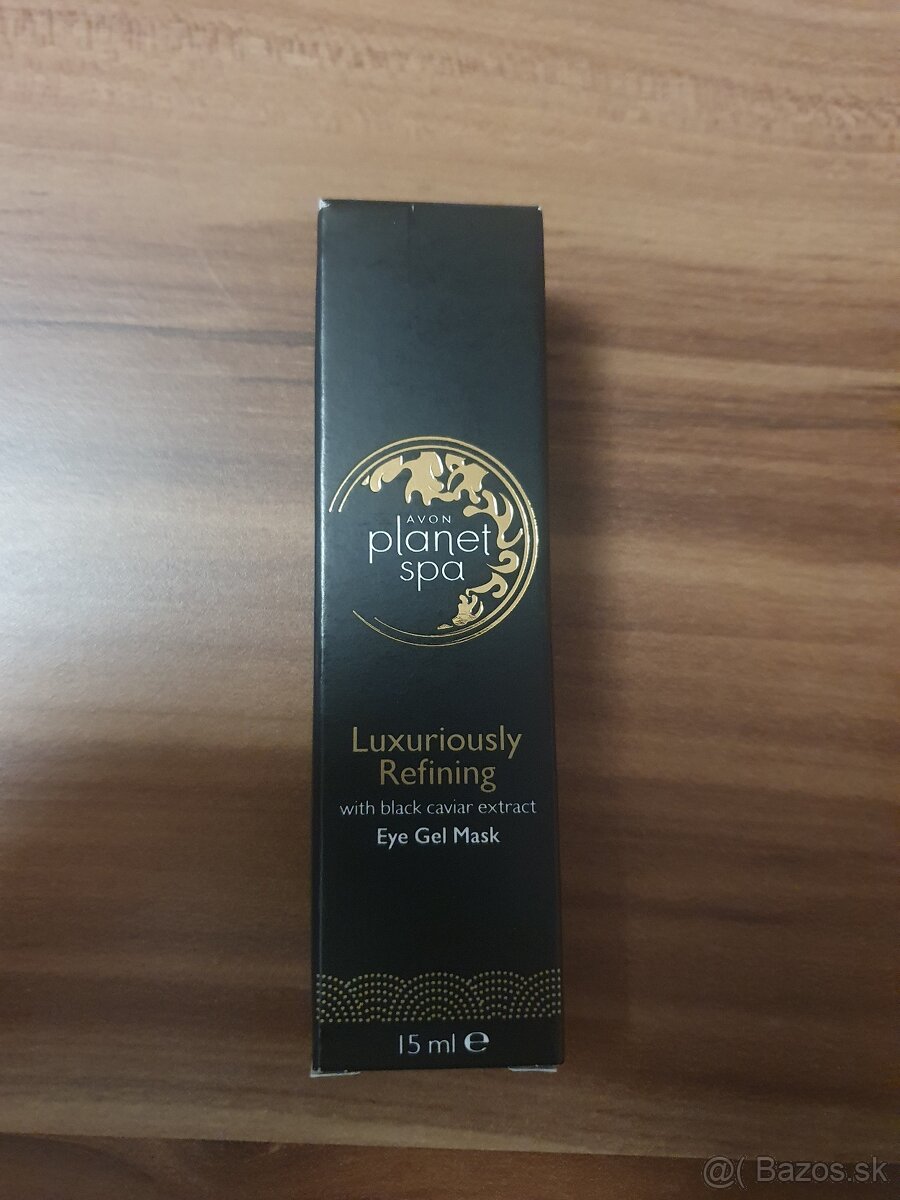 AVON
planet
spa
Luxuriously
Refining
with black caviar extract
Eye Gel Mask
15 ml ℮
@( Bazos.sk